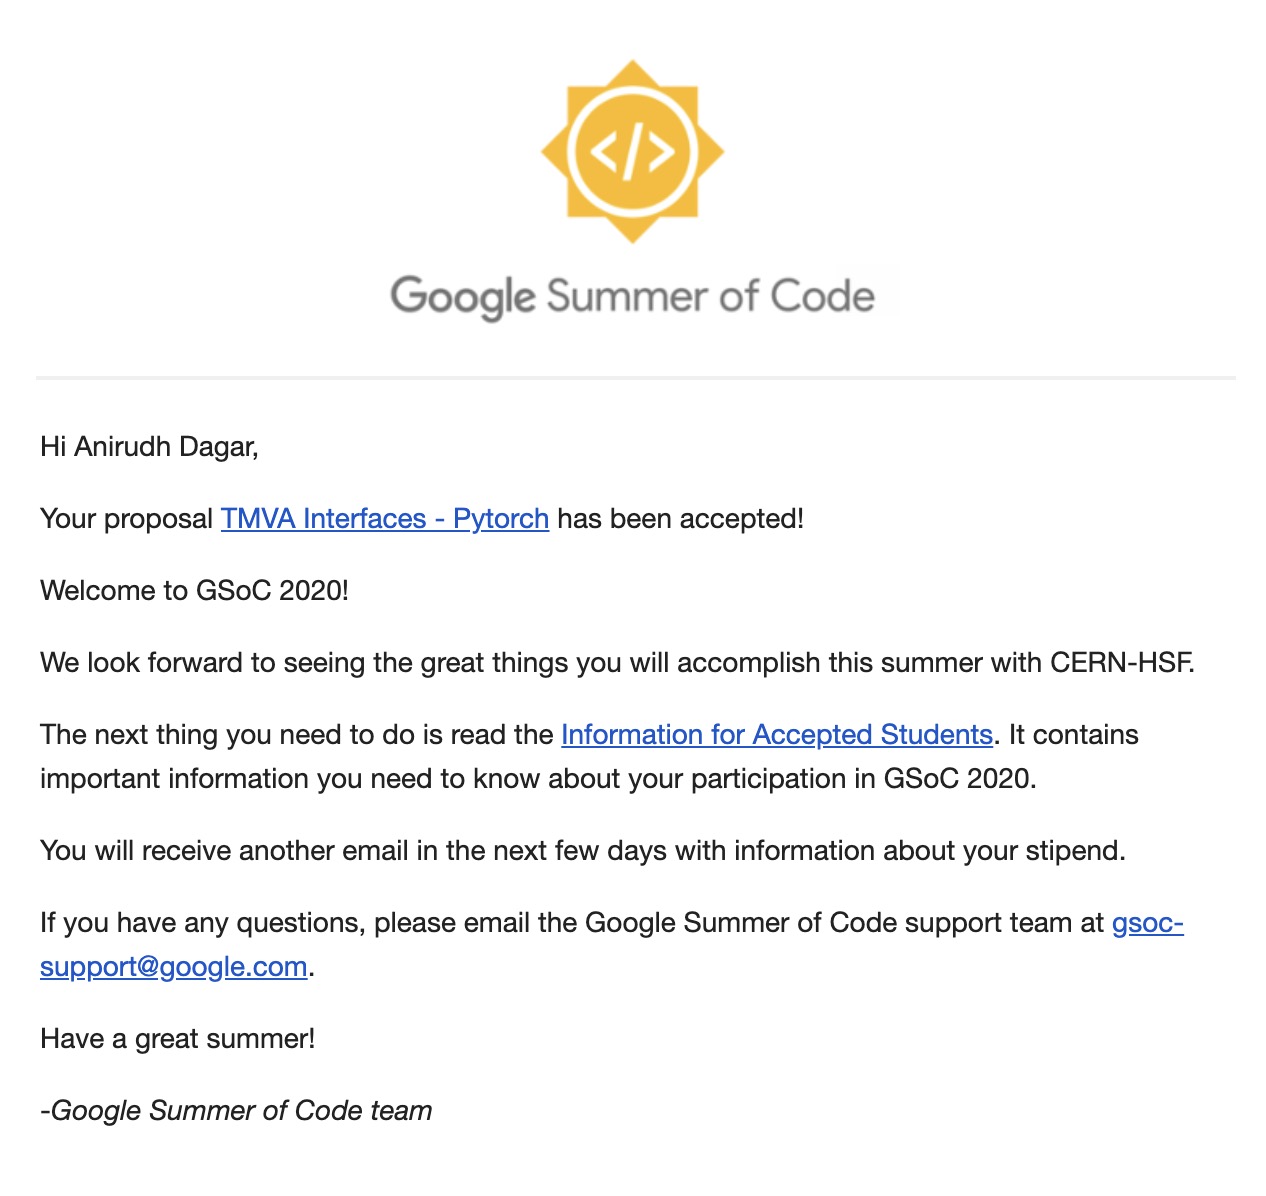 </>
Google Summer of Code
Hi Anirudh Dagar,
Your proposal TMVA Interfaces - Pytorch has been accepted!
Welcome to GSoC 2020!
We look forward to seeing the great things you will accomplish this summer with CERN-HSF.
The next thing you need to do is read the Information for Accepted Students. It contains
important information you need to know about your participation in GSoC 2020.
You will receive another email in the next few days with information about your stipend.
If you have any questions, please email the Google Summer of Code support team at gsoc-
support@google.com.
Have a great summer!
-Google Summer of Code team